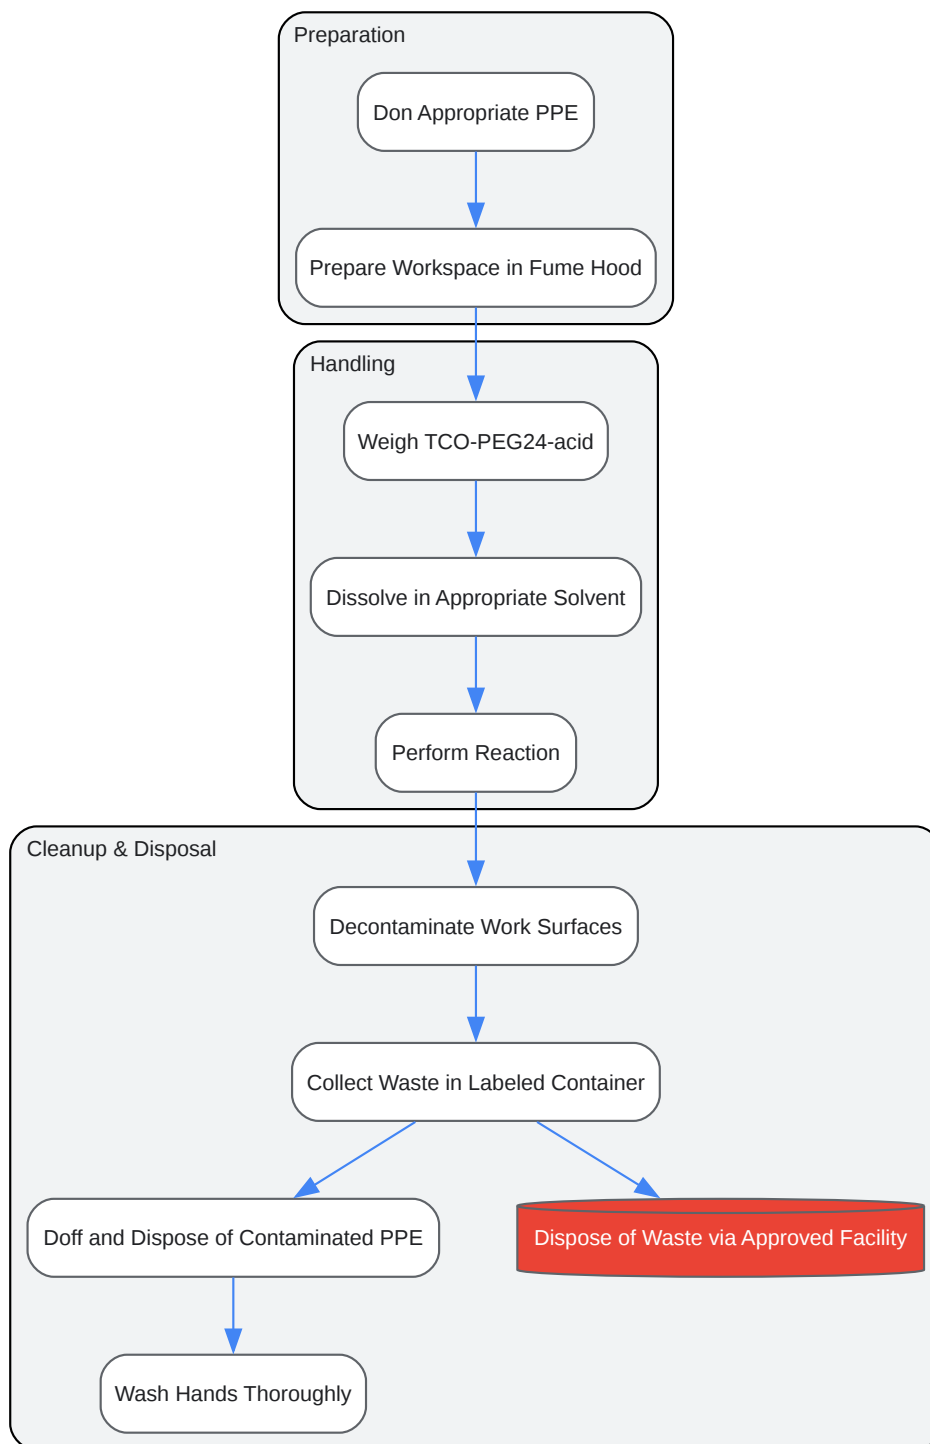 Preparation
Don Appropriate PPE
Prepare Workspace in Fume Hood
Handling
Weigh TCO-PEG24-acid
Dissolve in Appropriate Solvent
Perform Reaction
Cleanup & Disposal
Decontaminate Work Surfaces
Collect Waste in Labeled Container
Doff and Dispose of Contaminated PPE
Dispose of Waste via Approved Facility
Wash Hands Thoroughly